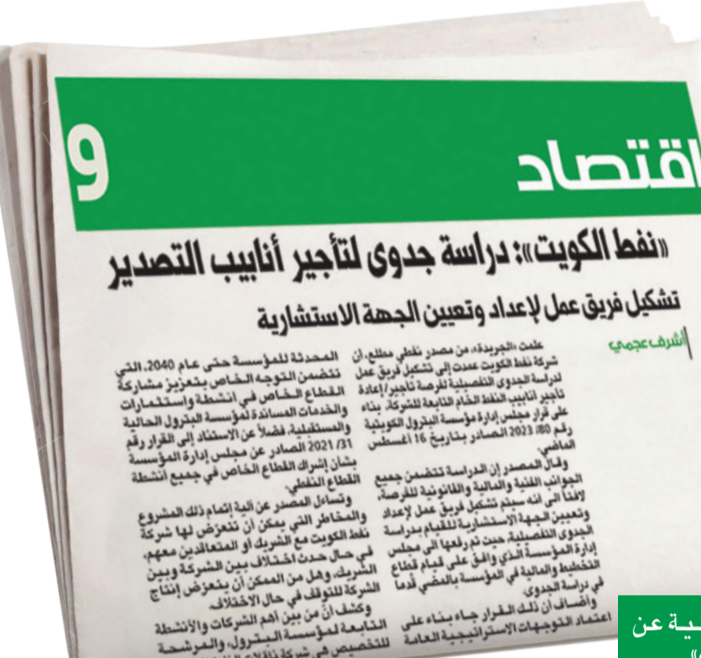 اقتصاد
9
«نفط الكويت»: دراسة جدوى لتأجير أنابيب التصدير
تشكيل فريق عمل لإعداد وتعيين الجهة الاستشارية
أشرف عجمي
علمت «الجريدة»، من مصدر نفطي مطلع، أن
شركة نفط الكويت عمدت إلى تشكيل فريق عمل
لدراسة الجدوى التفصيلية لفرصة تأجير/إعادة
تأجير أنابيب النفط الخام التابعة للشركة، بناء
على قرار مجلس إدارة مؤسسة البترول الكويتية
رقم 80/ 2023 الصادر بتاريخ 16 أغسطس
الماضي.
وقال المصدر إن الدراسة تتضمن جميع
الجوانب الفنية والمالية والقانونية للفرصة،
لافتاً الى انه سيتم تشكيل فريق عمل لإعداد
وتعيين الجهة الاستشارية للقيام بدراسة
الجدوى التفصيلية، حيث تم رفعها الى مجلس
إدارة المؤسسة الذي وافق على قيام قطاع
التخطيط والمالية في المؤسسة بالمضي قدما
في دراسة الجدوى.
وأضاف أن ذلك القرار جاء بناء على
اعتماد التوجهات الاستراتيجية العامة
المحدثة للمؤسسة حتى عام 2040، التي
تتضمن التوجه الخاص بتعزيز مشاركة
القطاع الخاص في انشطة واستثمارات
والخدمات المساندة لمؤسسة البترول الحالية
والمستقبلية، فضلاً عن الاستناد إلى القرار رقم
31/ 2021 الصادر عن مجلس إدارة المؤسسة
بشأن إشراك القطاع الخاص في جميع أنشطة
القطاع النفطي.
وتساءل المصدر عن آلية إتمام ذلك المشروع
والمخاطر التي يمكن أن تتعرض لها شركة
نفط الكويت مع الشريك أو المتعاقدين معهم،
في حال حدث اختلاف بين الشركة وبين
الشريك، وهل من الممكن أن يتعرض إنتاج
الشركة للتوقف في حال الاختلاف.
وكشف أنّ من بين أهم الشركات والأنشطة
التابعة لمؤسسة البترول، والمرشحة
للتخصيص هي شركة ناقلات
ـية عن